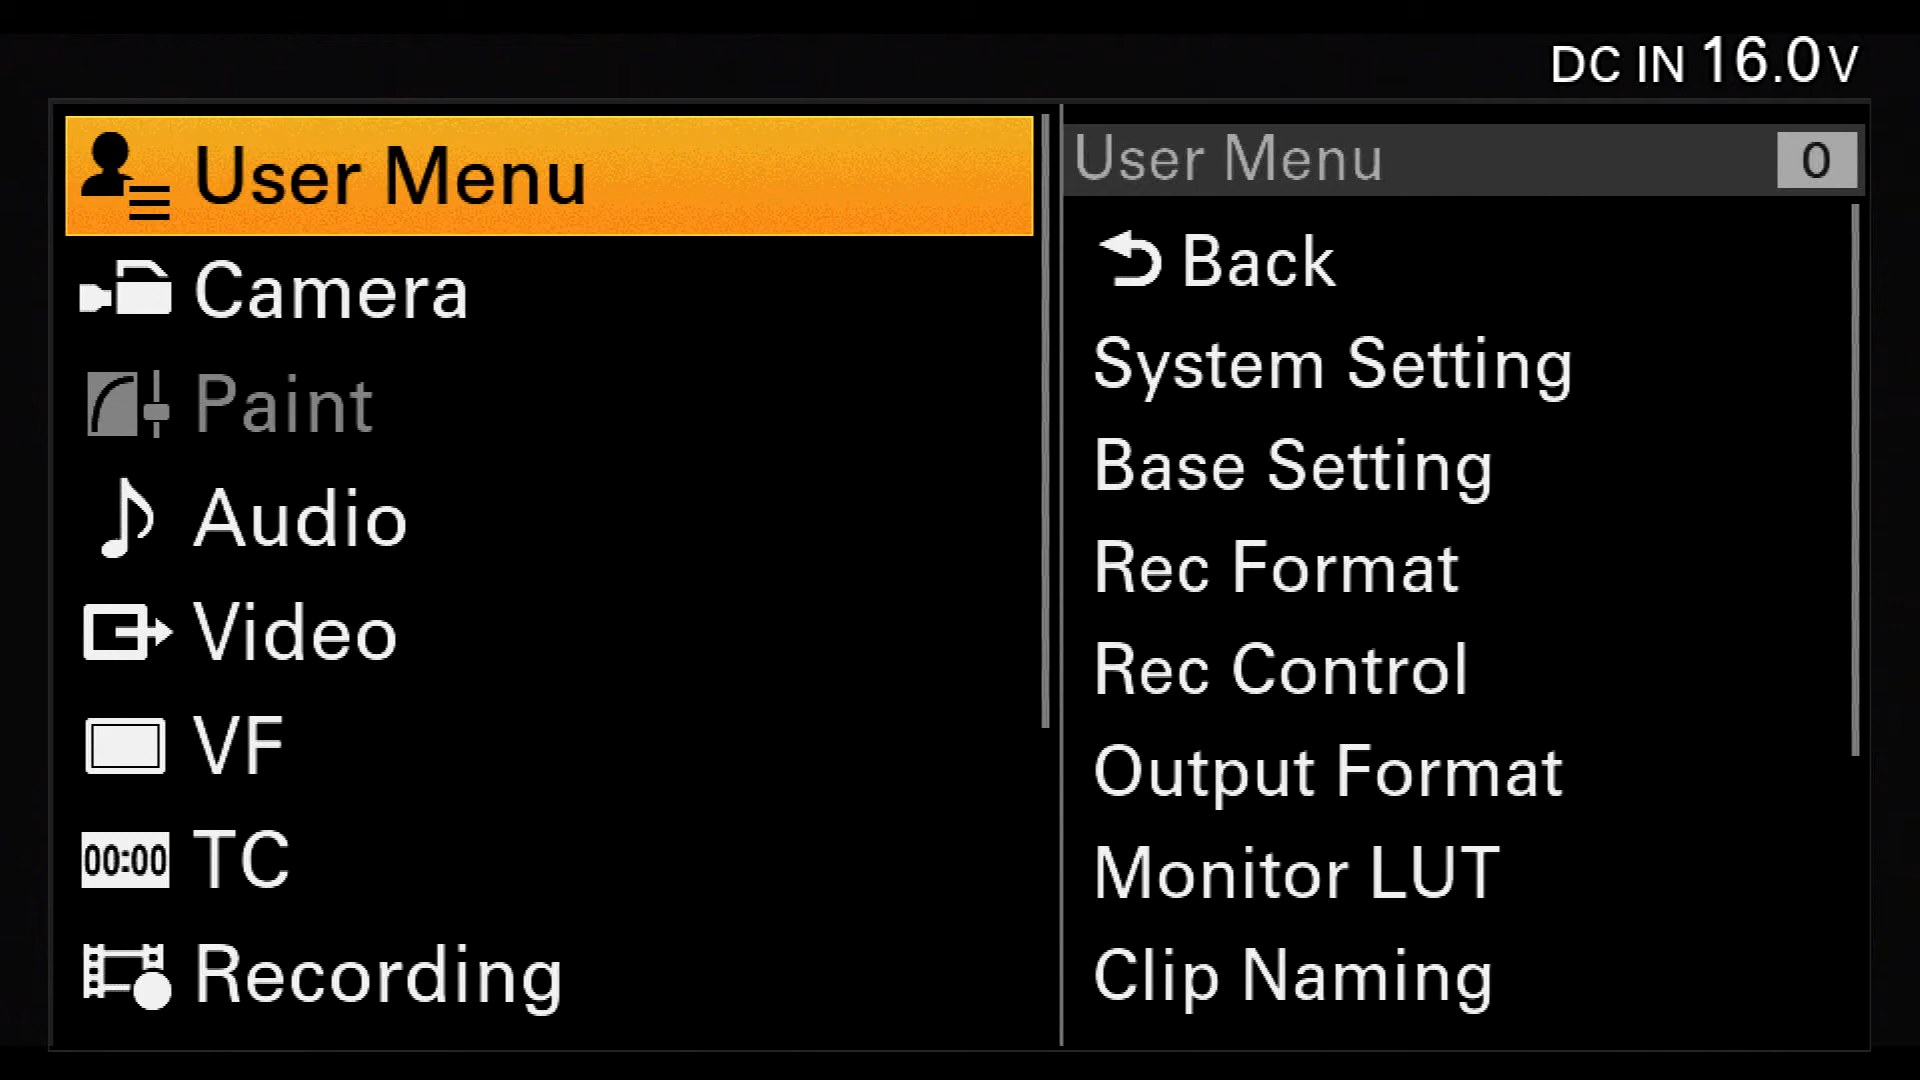 DC IN 16.0V
User Menu
Camera
Paint
Audio
Video
VF
00:00 TC
Recording
User Menu 0
Back
System Setting
Base Setting
Rec Format
Rec Control
Output Format
Monitor LUT
Clip Naming